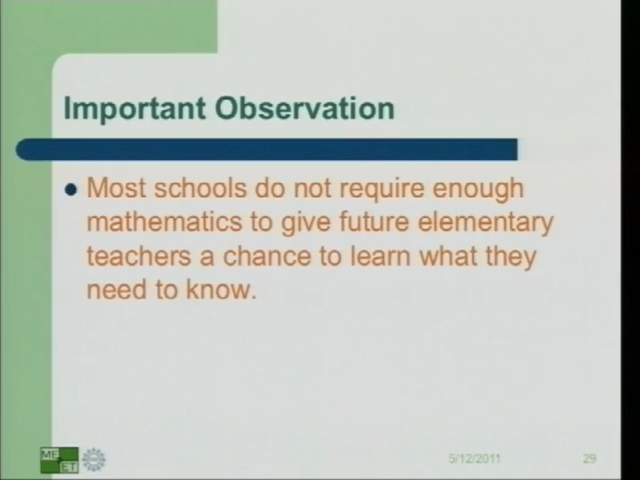 Important Observation
Most schools do not require enough
mathematics to give future elementary
teachers a chance to learn what they
need to know.
ME
ET
5/12/2011
29